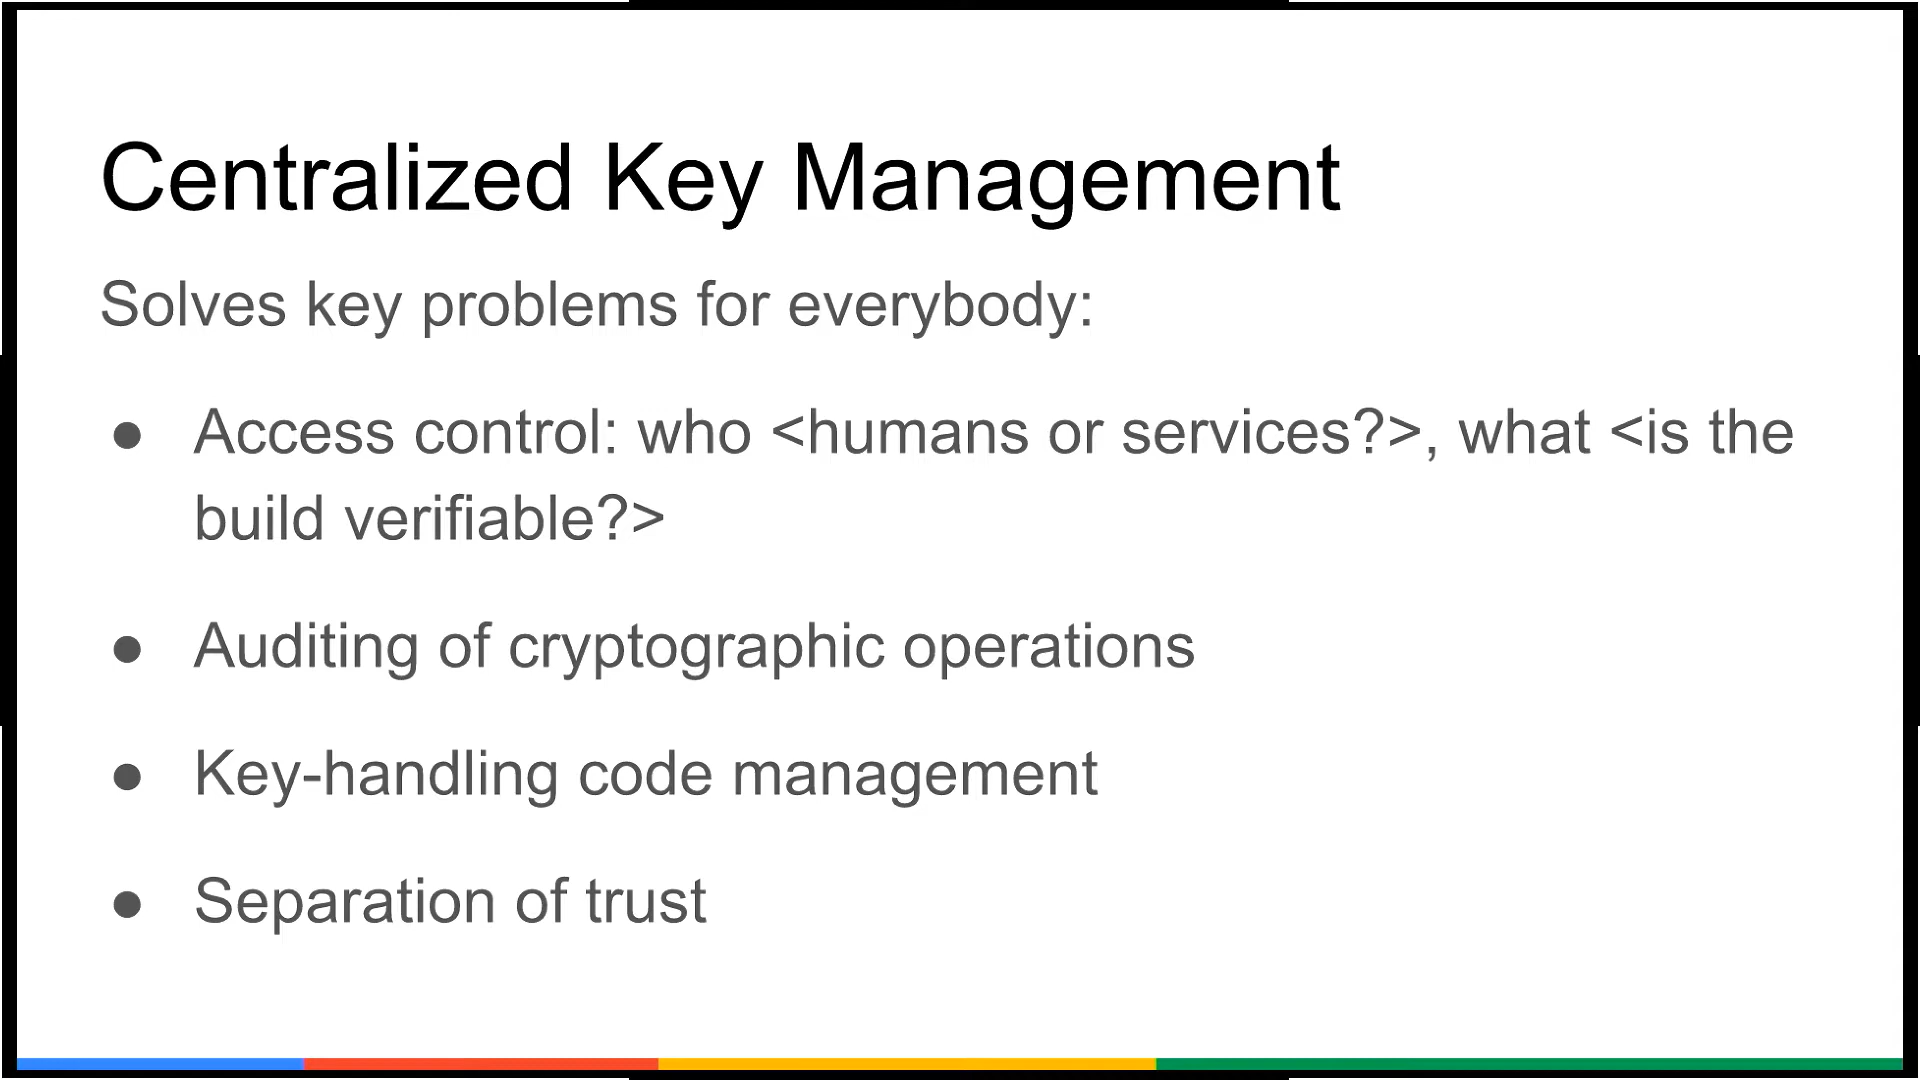 Centralized Key Management
Solves key problems for everybody:
● Access control: who <humans or services?>, what <is the
build verifiable?>
● Auditing of cryptographic operations
● Key-handling code management
● Separation of trust